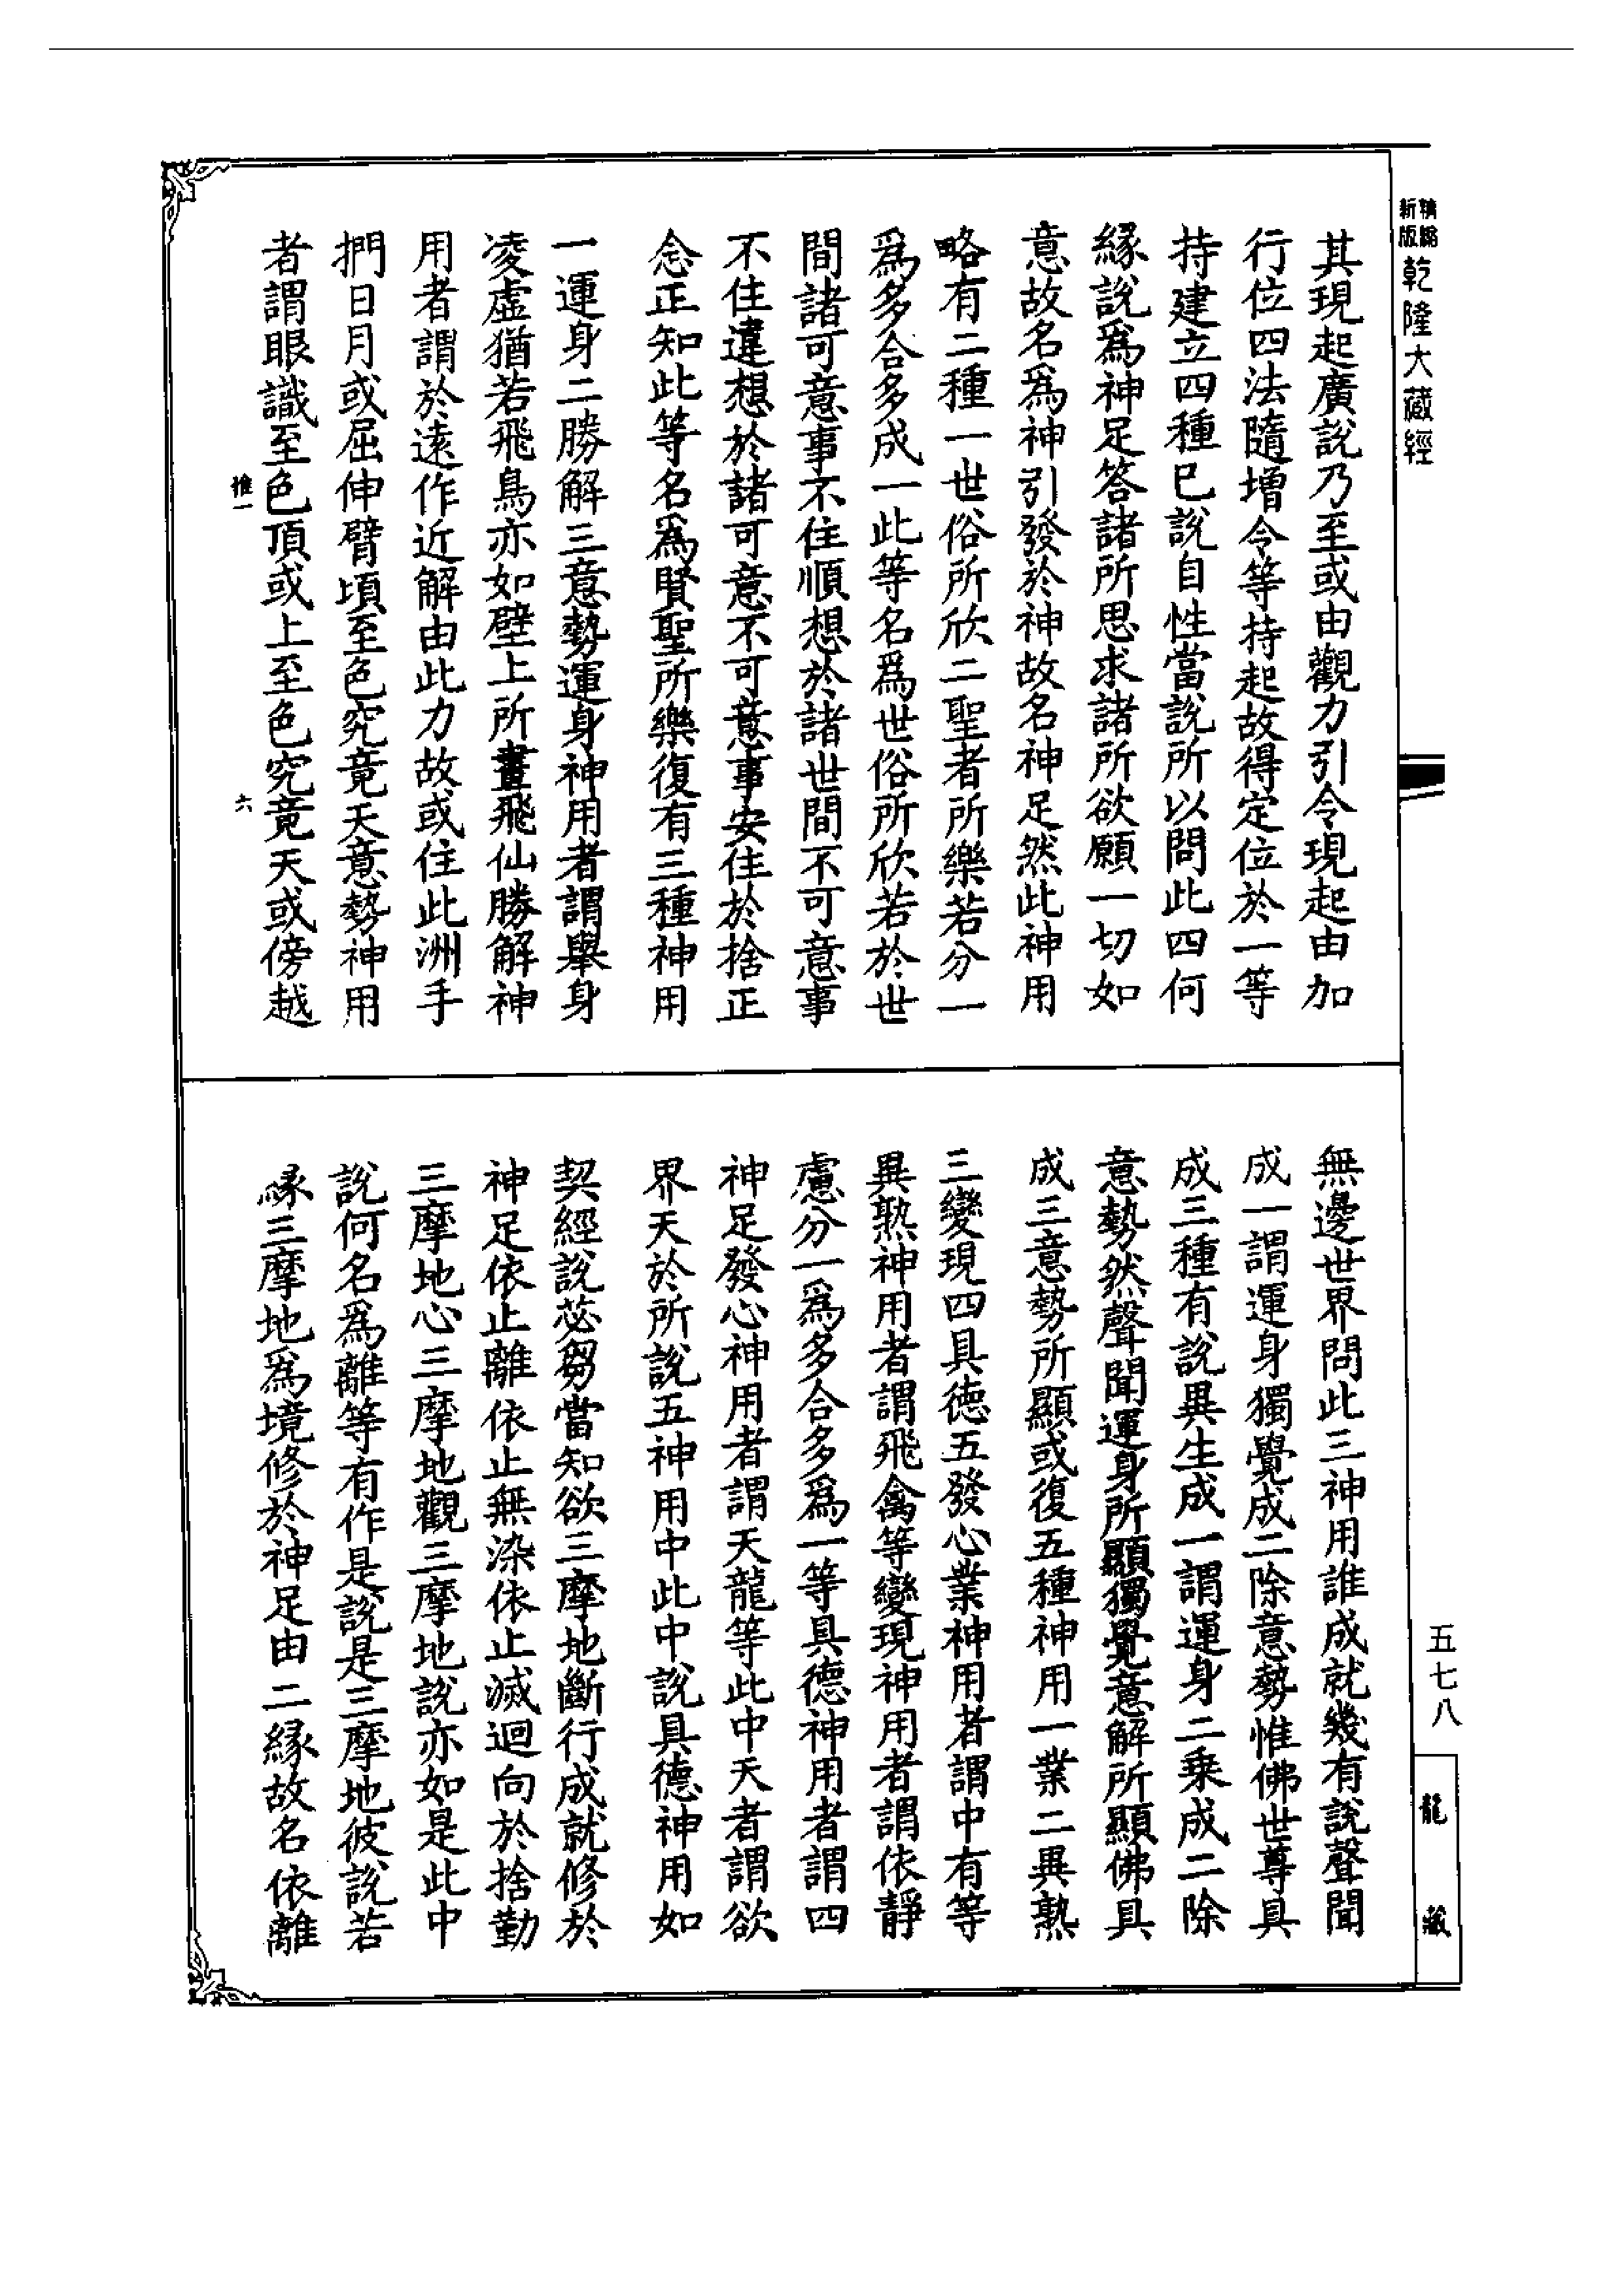 新版精縮乾隆大藏經
其現起廣說乃至或由觀力引令現起由加
行位四法隨增令等持起故得定位於一等
持建立四種已說自性當說所以問此四何
緣說為神足答諸所思求諸所欲願一切如
意故名為神引發於神故名神足然此神用
略有二種一世俗所欣二聖者所樂若分一
為多合多成一此等名為世俗所欣若於世
間諸可意事不住順想於諸世間不可意事
不住違想於諸可意不可意事安住於捨正
念正知此等名為賢聖所樂復有三種神用
一運身二勝解三意勢運身神用者謂舉身
凌虛猶若飛鳥亦如壁上所畫飛仙勝解神
用者謂於遠作近解由此力故或住此洲手
捫日月或屈伸臂頃至色究竟天意勢神用
者謂眼識至色頂或上至色究竟天或傍越
推一 六
無邊世界問此三神用誰成就幾有說聲聞
成一謂運身獨覺成二除意勢惟佛世尊具
成三種有說異生成一謂運身二乘成二除
意勢然聲聞運身所顯獨覺意解所顯佛具
成三意勢所顯或復五種神用一業二異熟
三變現四具德五發心業神用者謂中有等
異熟神用者謂飛禽等變現神用者謂依靜
慮分一為多合多為一等具德神用者謂四
神足發心神用者謂天龍等此中天者謂欲
界天於所說五神用中此中說具德神用如
契經說苾芻當知欲三摩地斷行成就修於
神足依止離依止無染依止滅迴向於捨勤
三摩地心三摩地觀三摩地說亦如是此中
說何名為離等有作是說是三摩地彼說若
緣三摩地為境修於神足由二緣故名依離
五七八
龍藏